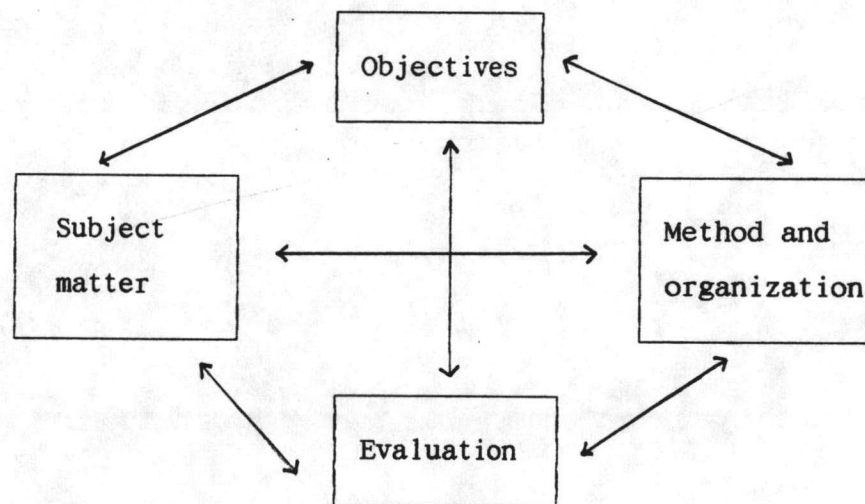 Objectives
Subject
matter
Method and
organization
Evaluation